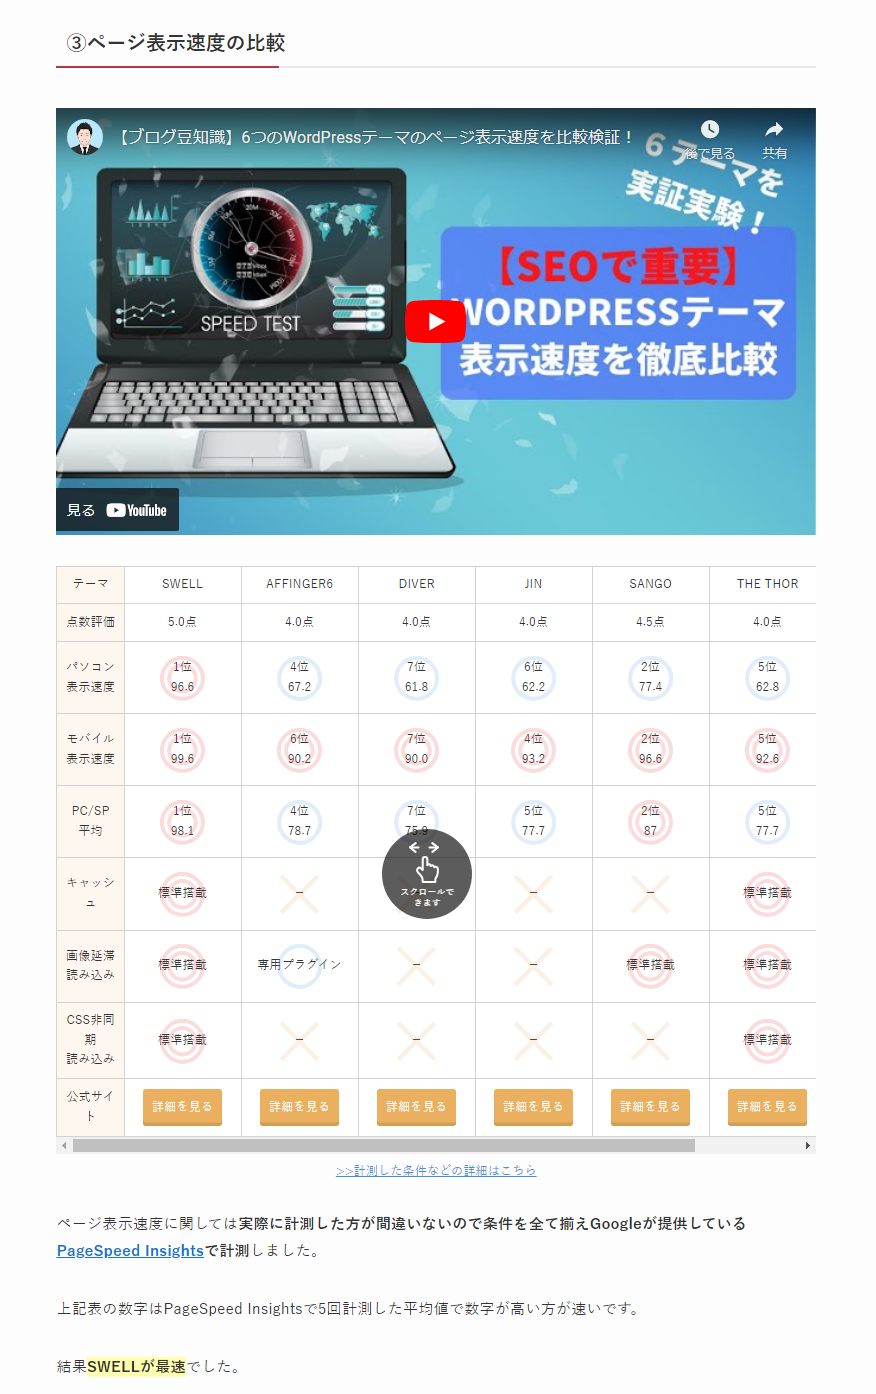 ③ページ表示速度の比較
【ブログ豆知識】6つのWordPressテーマのページ表示速度を比較検証！
後で見る
共有
6テーマを
実証実験！
【SEOで重要】
WORDPRESSテーマ
表示速度を徹底比較
SPEED TEST
見る YouTube
テーマ SWELL AFFINGER6 DIVER JIN SANGO THE THOR
点数評価 5.0点 4.0点 4.0点 4.0点 4.5点 4.0点
パソコン 1位 4位 7位 6位 2位 5位
表示速度 96.6 67.2 61.8 62.2 77.4 62.8
モバイル 1位 6位 7位 4位 2位 5位
表示速度 99.6 90.2 90.0 93.2 96.6 92.6
PC/SP 1位 4位 7位 5位 2位 5位
平均 98.1 78.7 75.9 77.7 87 77.7
キャッシ
ュ
標準搭載 – – – 標準搭載
スクロールで
きます
画像延滞
読み込み
標準搭載 専用プラグイン – – 標準搭載 標準搭載
CSS非同
期
読み込み
標準搭載 – – – – 標準搭載
公式サイ
ト
詳細を見る 詳細を見る 詳細を見る 詳細を見る 詳細を見る 詳細を見る
>>計測した条件などの詳細はこちら
ページ表示速度に関しては実際に計測した方が間違いないので条件を全て揃えGoogleが提供している
PageSpeed Insightsで計測しました。
上記表の数字はPageSpeed Insightsで5回計測した平均値で数字が高い方が速いです。
結果SWELLが最速でした。